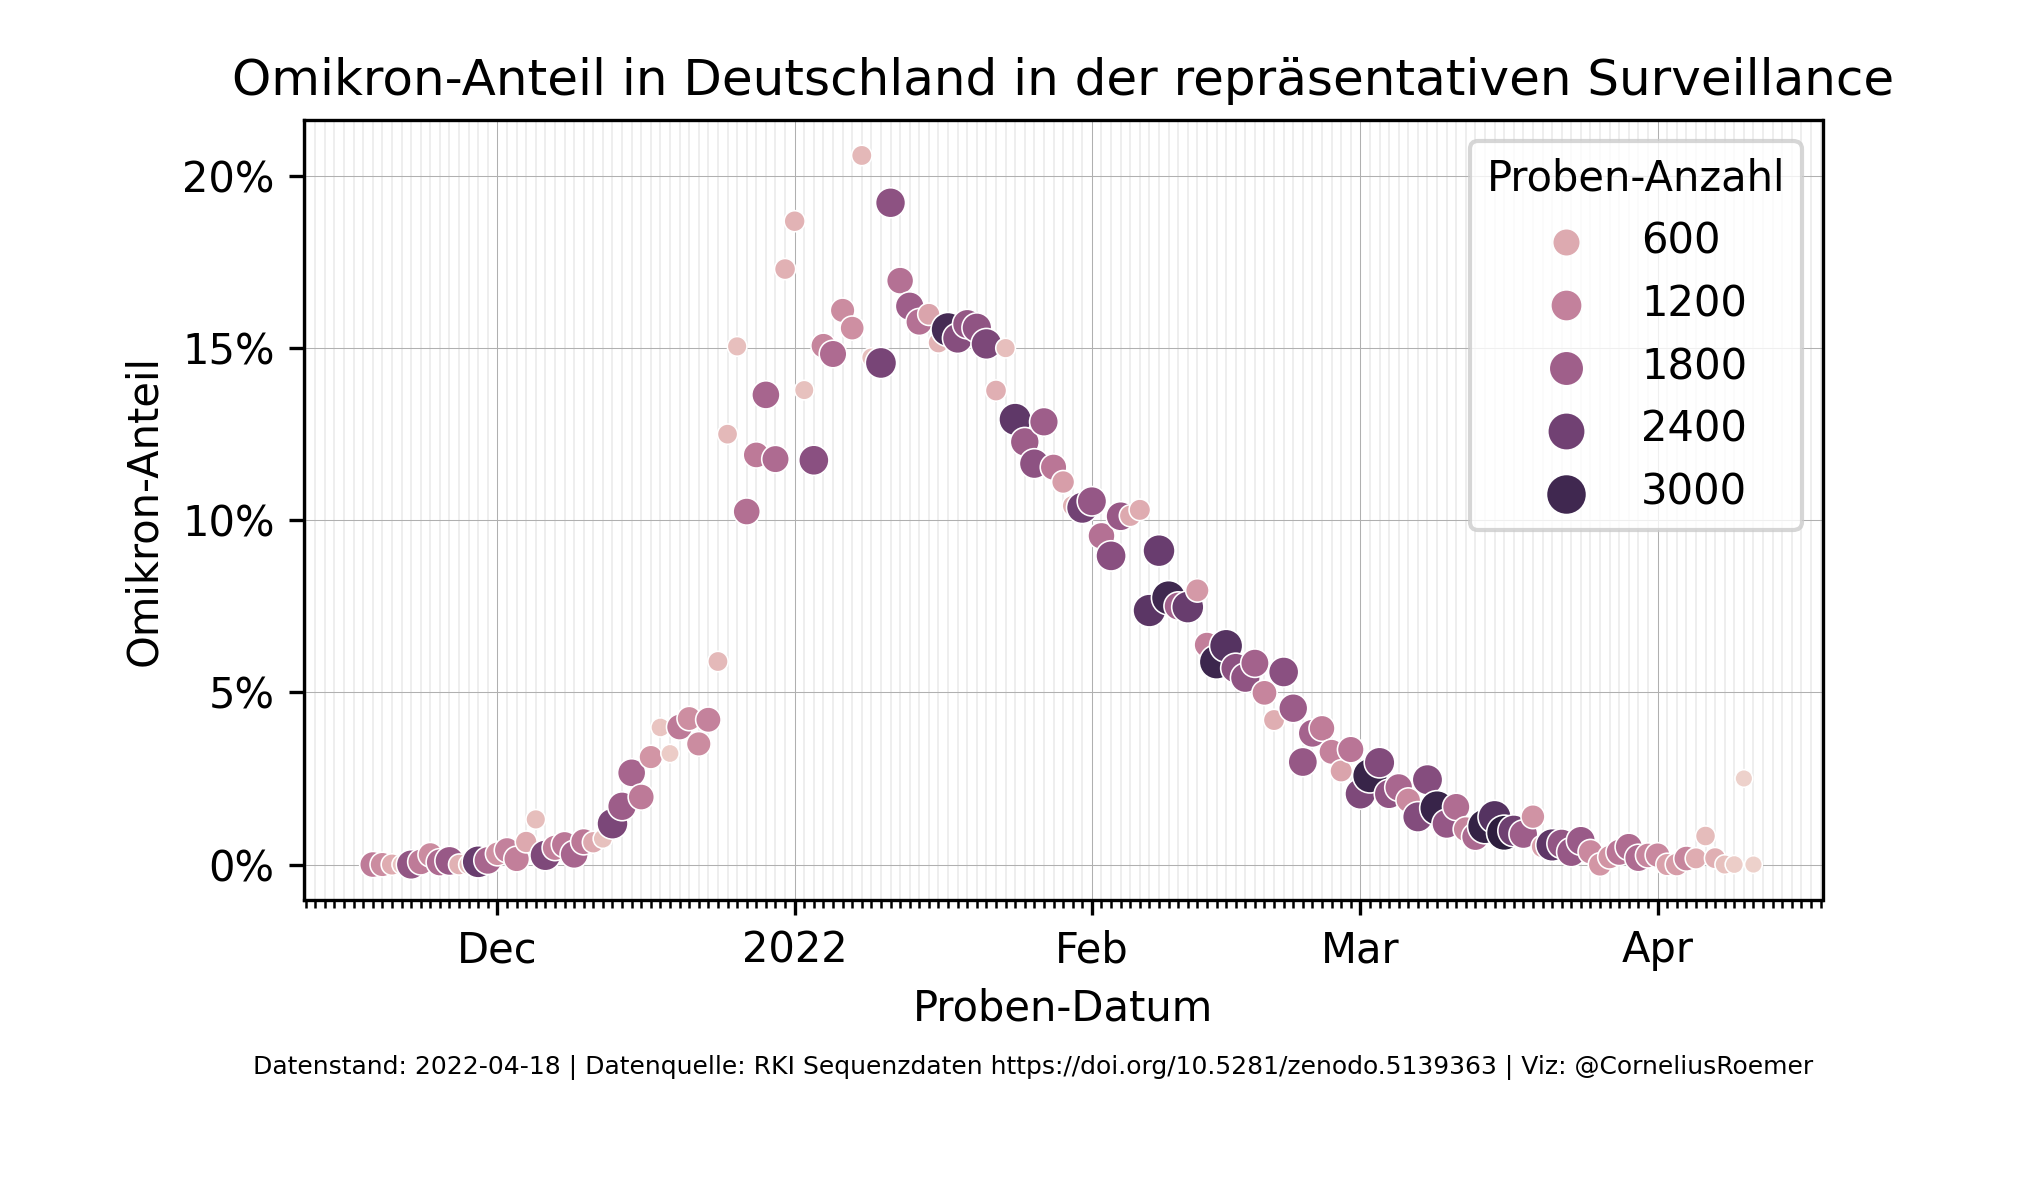 Omikron-Anteil in Deutschland in der repräsentativen Surveillance
Omikron-Anteil
20%
15%
10%
5%
0%
Proben-Anzahl
600
1200
1800
2400
3000
Dec 2022 Feb Mar Apr
Proben-Datum
Datenstand: 2022-04-18 | Datenquelle: RKI Sequenzdaten https://doi.org/10.5281/zenodo.5139363 | Viz: @CorneliusRoemer